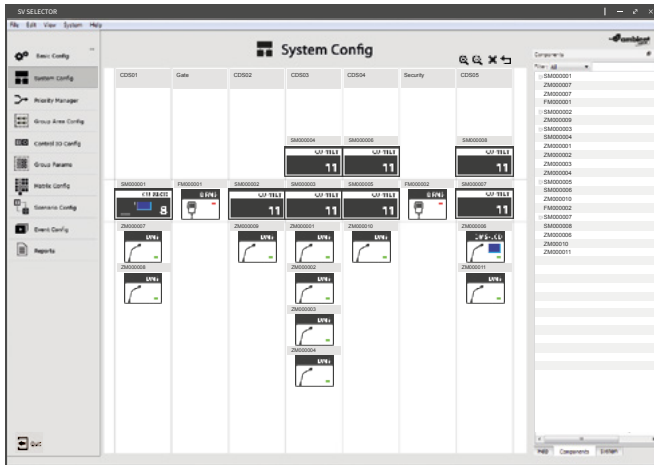 SV SELECTOR
File Edit View System Help
ambient
System Config
Basic Config
System Config
Priority Manager
Group Area Config
Control IO Config
Group Params
Matrix Config
Scenario Config
Event Config
Reports
Quit
CDS01 Gate CDS02 CDS03 CDS04 Security CDS05
SM000004 SM000006 SM000008
11 11 11
SM000001 FM000001 SM000002 SM000003 SM000005 FM000002 SM000007
8 11 11 11 11
ZM000007 ZM000009 ZM000001 ZM000010 ZM000006
ZM000008 ZM000002 ZM000011
ZM000003
ZM000004
Components
Filter: All
SM000001
ZM000007
ZM000007
FM000001
SM000002
ZM000009
SM000003
SM000004
ZM000001
ZM000002
ZM000003
ZM000004
SM000005
SM000006
ZM000010
FM000002
SM000007
SM000008
ZM000006
ZM00010
ZM000011
Help Components System